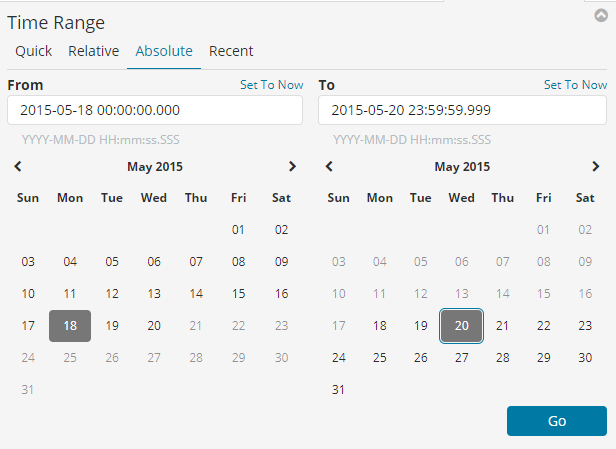 Time Range
Quick Relative Absolute Recent
From Set To Now To Set To Now
2015-05-18 00:00:00.000 2015-05-20 23:59:59.999
YYYY-MM-DD HH:mm:ss.SSS YYYY-MM-DD HH:mm:ss.SSS
May 2015 May 2015
Sun Mon Tue Wed Thu Fri Sat Sun Mon Tue Wed Thu Fri Sat
01 02 01 02
03 04 05 06 07 08 09 03 04 05 06 07 08 09
10 11 12 13 14 15 16 10 11 12 13 14 15 16
17 18 19 20 21 22 23 17 18 19 20 21 22 23
24 25 26 27 28 29 30 24 25 26 27 28 29 30
31 31
Go